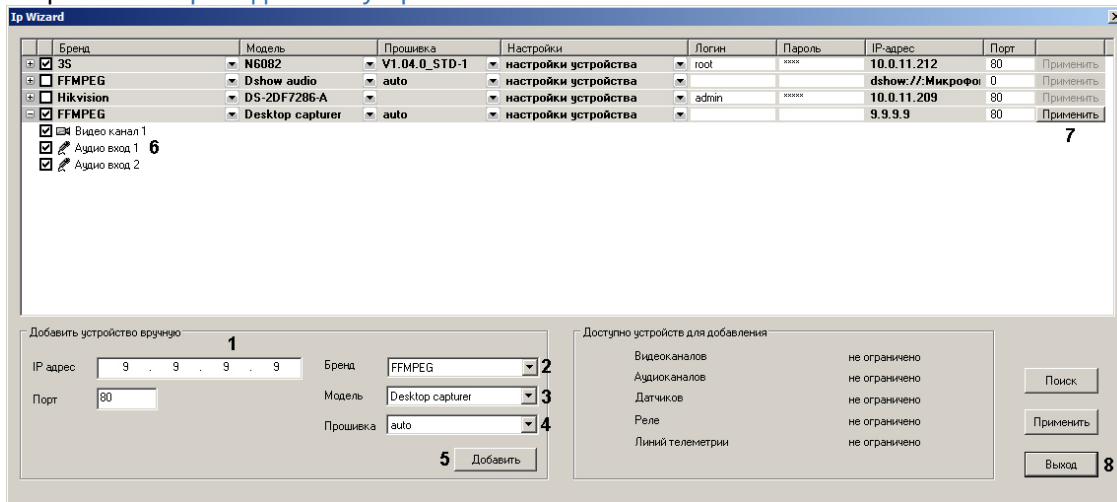 Ip Wizard
Бренд Модель Прошивка Настройки Логин Пароль IP-адрес Порт
3S N6082 V1.04.0_STD-1 настройки устройства root **** 10.0.11.212 80 Применить
FFMPEG Dshow audio auto настройки устройства dshow://:Микрофо 0 Применить
Hikvision DS-2DF7286-A настройки устройства admin ***** 10.0.11.209 80 Применить
FFMPEG Desktop capturer auto настройки устройства 9.9.9.9 80 Применить
Видео канал 1 7
Аудио вход 1 6
Аудио вход 2
Добавить устройство вручную Доступно устройств для добавления
1
IP адрес 9 . 9 . 9 . 9 Бренд FFMPEG 2
Порт 80 Модель Desktop capturer 3
Прошивка auto 4
5 Добавить
Видеоканалов не ограничено
Аудиоканалов не ограничено
Датчиков не ограничено
Реле не ограничено
Линий телеметрии не ограничено
Поиск
Применить
Выход 8